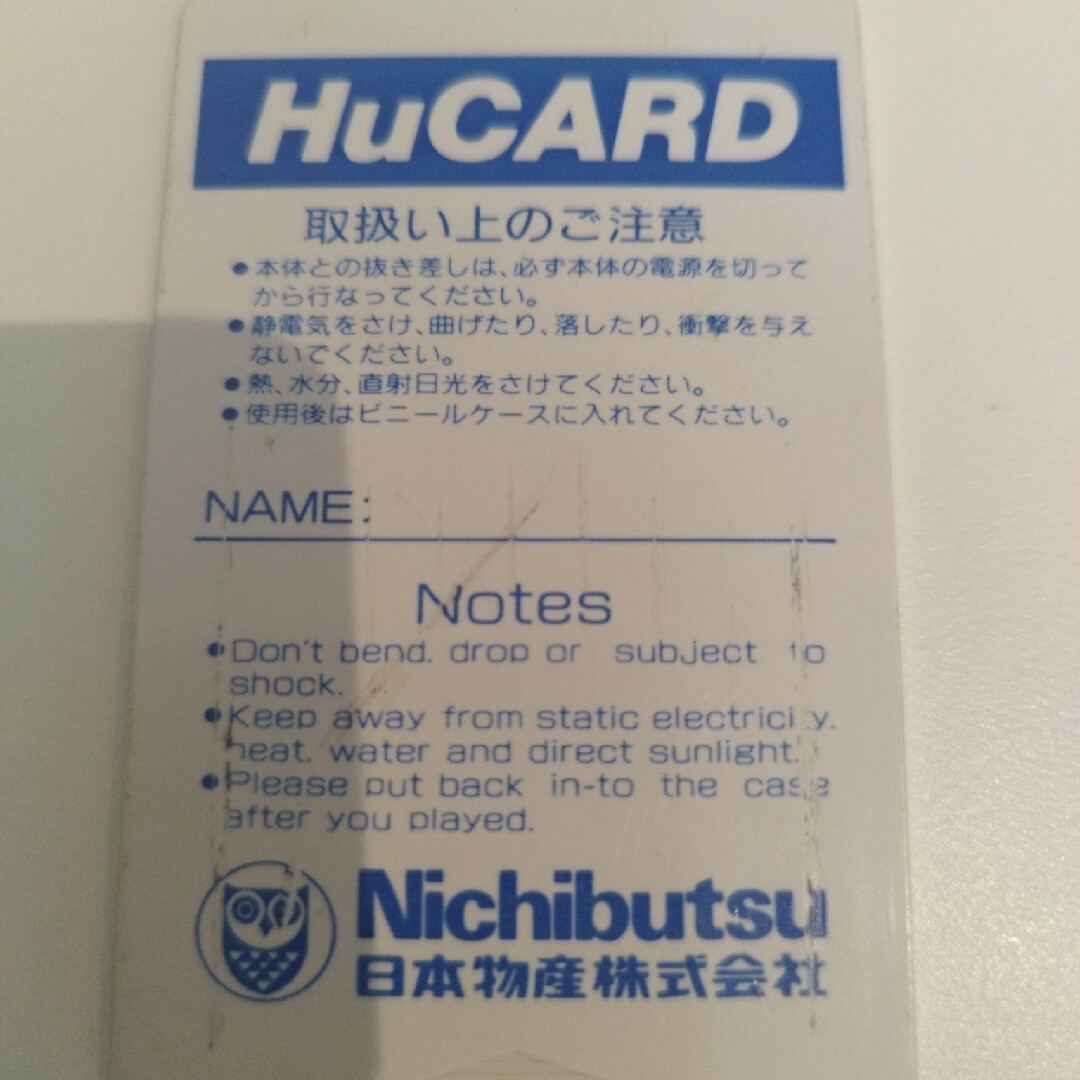 HuCARD
取扱い上のご注意
●本体との抜き差しは、必ず本体の電源を切って
から行なってください。
●静電気をさけ、曲げたり、落したり、衝撃を与え
ないでください。
●熱、水分、直射日光をさけてください。
●使用後はビニールケースに入れてください。
NAME:
Notes
●Don't bend. drop or subject to
shock.
●Keep away from static electricity.
heat. water and direct sunlight.
●Please put back in-to the case
after you played.
Nichibutsu
日本物産株式会社